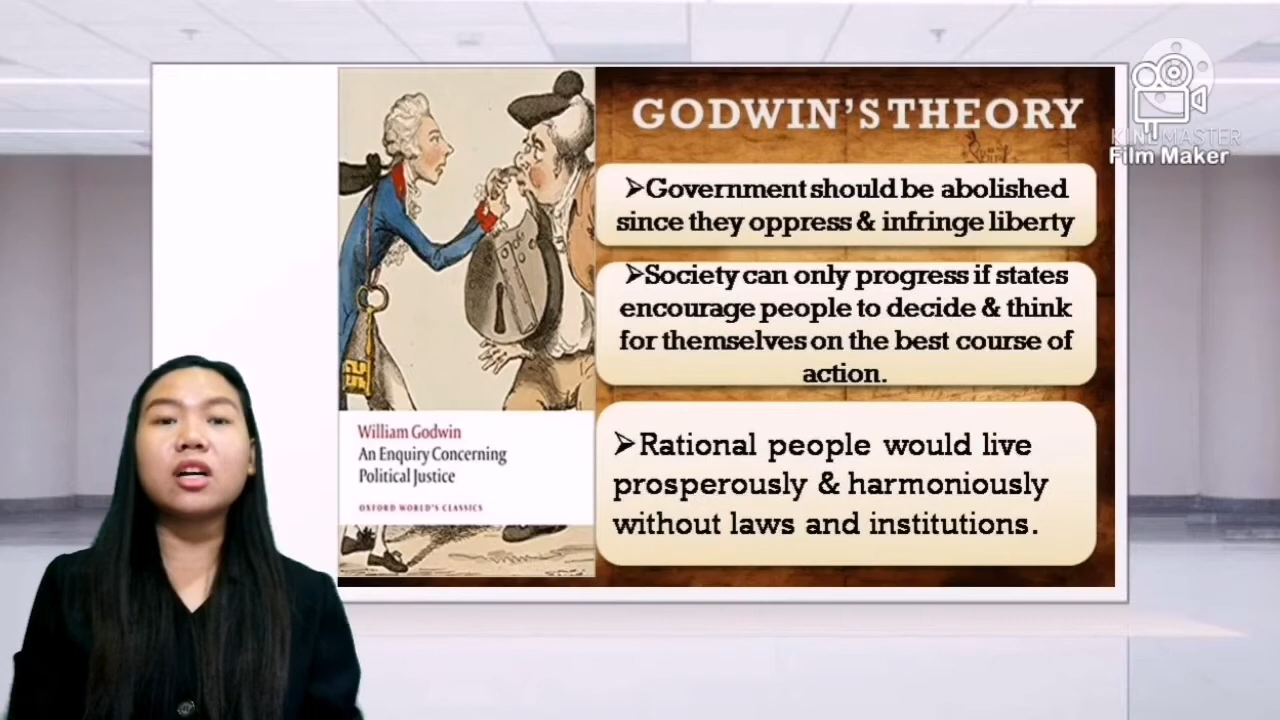 GODWIN'S THEORY
KINEMASTER
Film Maker
➢Government should be abolished
since they oppress & infringe liberty
➢Society can only progress if states
encourage people to decide & think
for themselves on the best course of
action.
➢Rational people would live
prosperously & harmoniously
without laws and institutions.
William Godwin
An Enquiry Concerning
Political Justice
OXFORD WORLD'S CLASSICS